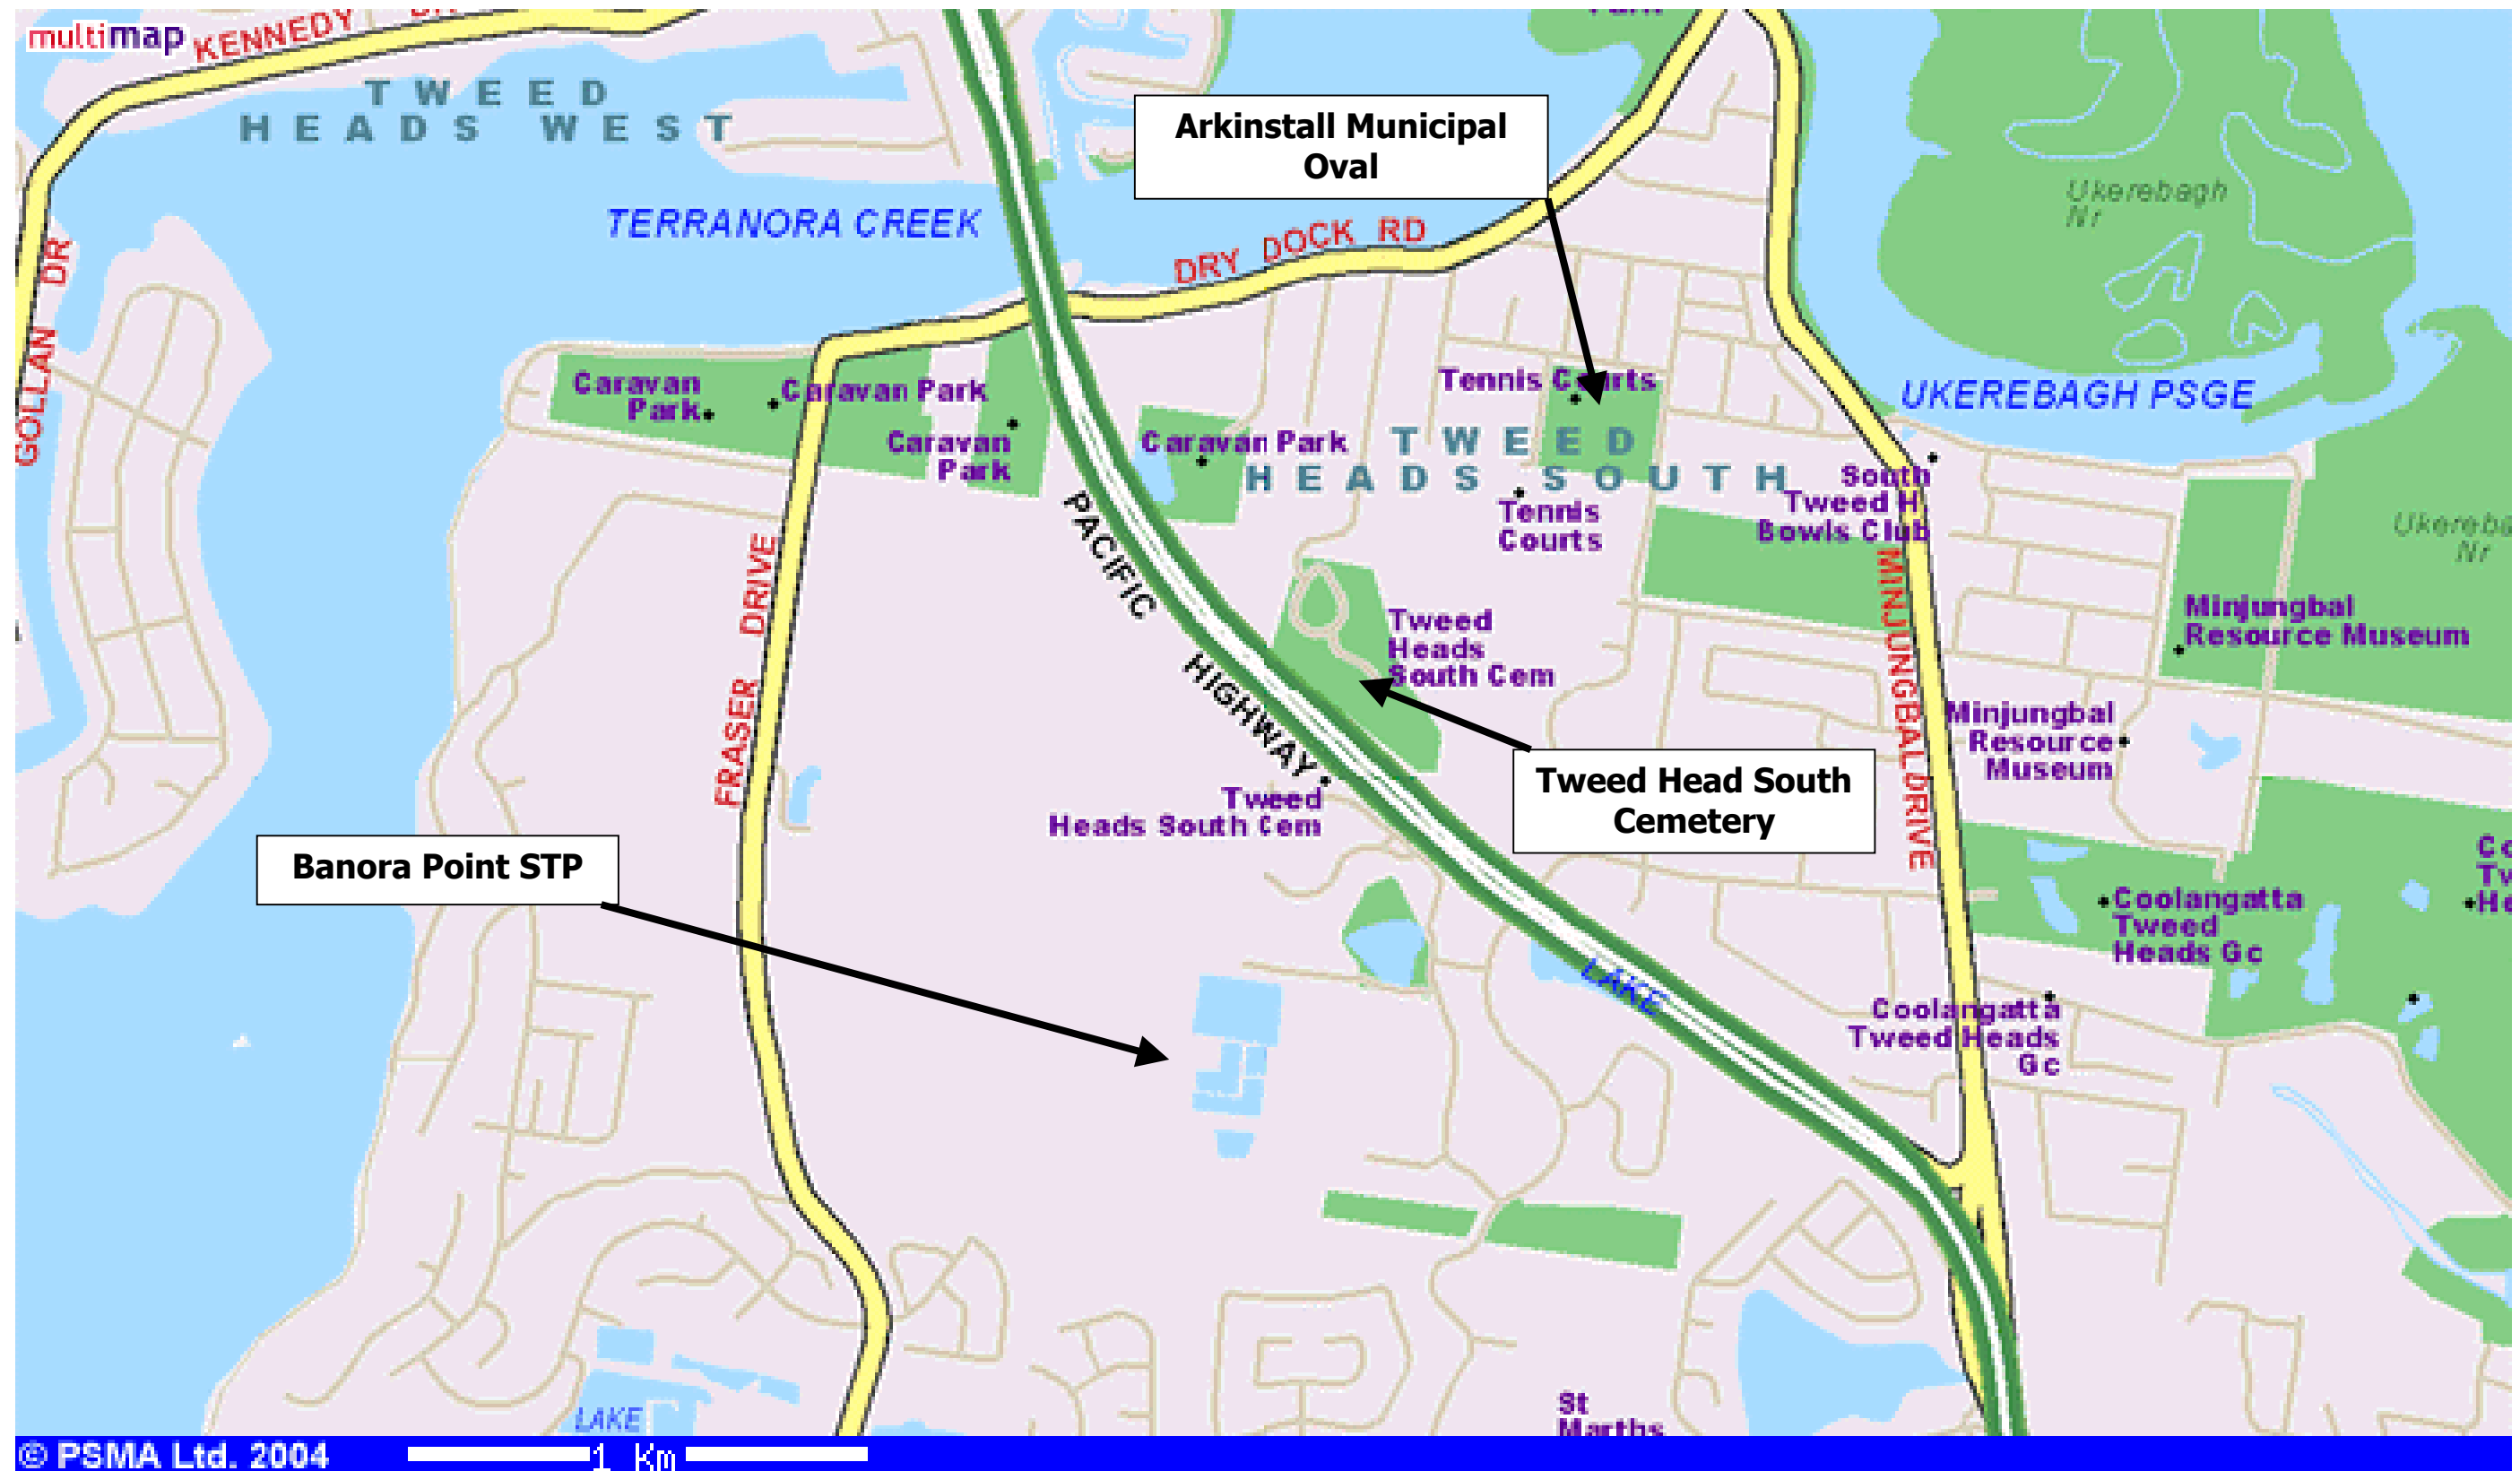 multimap
KENNEDY
TWEED
HEADS WEST
Arkinstall Municipal
Oval
Ukerebagh
Nr
TERRANORA CREEK
DRY DOCK RD
GOLLAN DR
Caravan
Park
Caravan Park
Caravan
Park
Caravan Park
Tennis Courts
UKEREBAGH PSGE
TWEED
HEADS SOUTH
South
Tweed H
Bowls Club
Tennis
Courts
Nr
PACIFIC
HIGHWAY
FRASER DRIVE
MINJUNGBAL DRIVE
Tweed
Heads
South Cem
Minjungbal
Resource Museum
Minjungbal
Resource
Museum
Tweed Head South
Cemetery
Tweed
Heads South Cem
Banora Point STP
Coolangatta
Tweed
Heads Gc
LAKE
Coolangatta
Tweed Heads
Gc
LAKE
St
Marths
© PSMA Ltd. 2004
1 Km